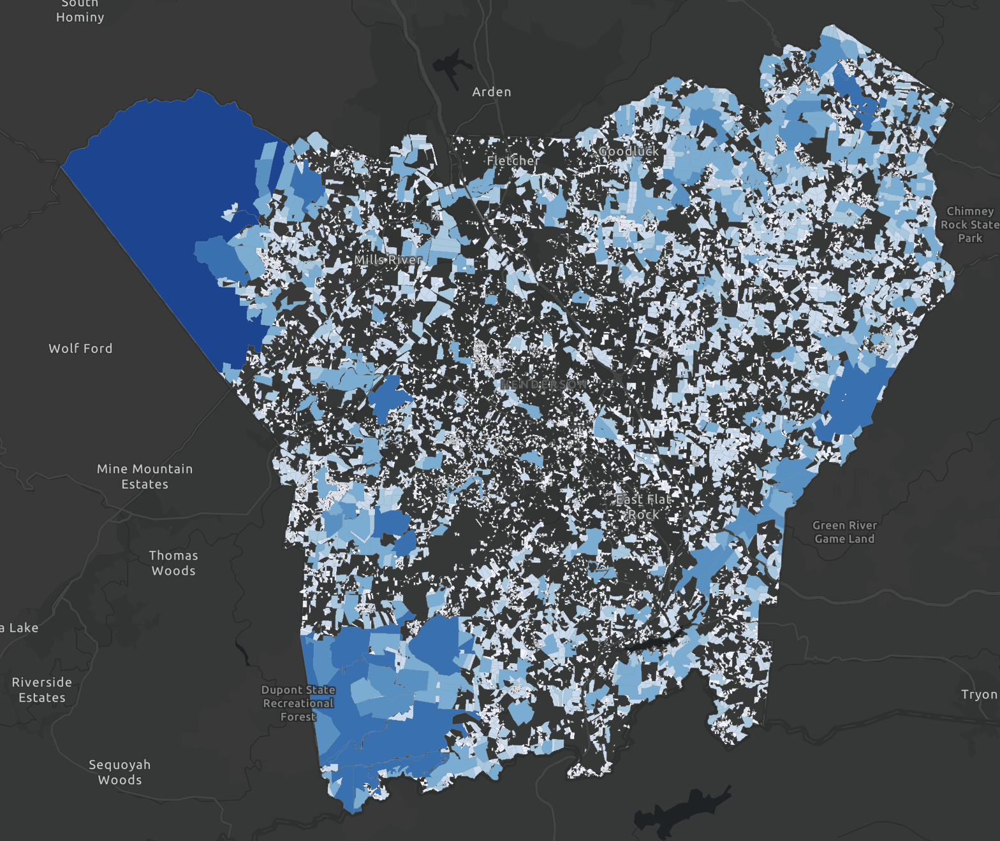 South
Hominy
Arden
Fletcher
Goodluck
Chimney
Rock State
Park
Mills River
Wolf Ford
HENDERSON
Mine Mountain
Estates
East Flat
Rock
Green River
Game Land
Thomas
Woods
a Lake
Riverside
Estates
Dupont State
Recreational
Forest
Tryon
Sequoyah
Woods